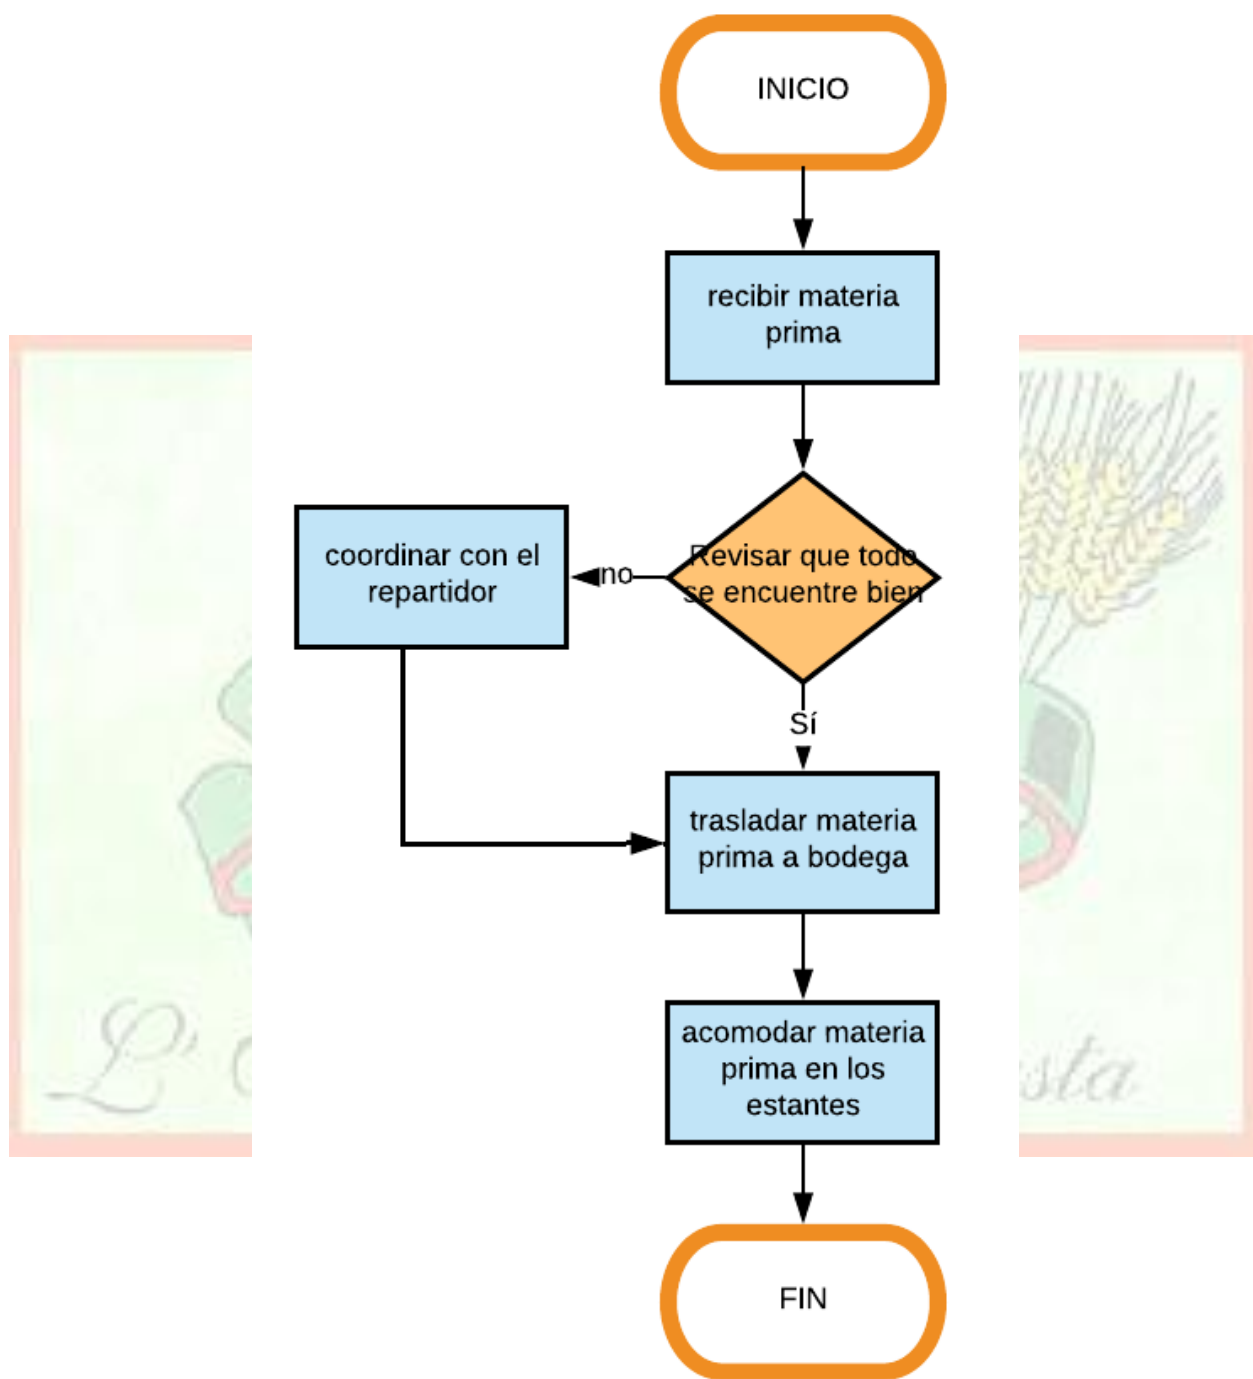 INICIO
recibir materia
prima
Revisar que todo
se encuentre bien
no
coordinar con el
repartidor
Sí
trasladar materia
prima a bodega
acomodar materia
prima en los
estantes
L'
FIN